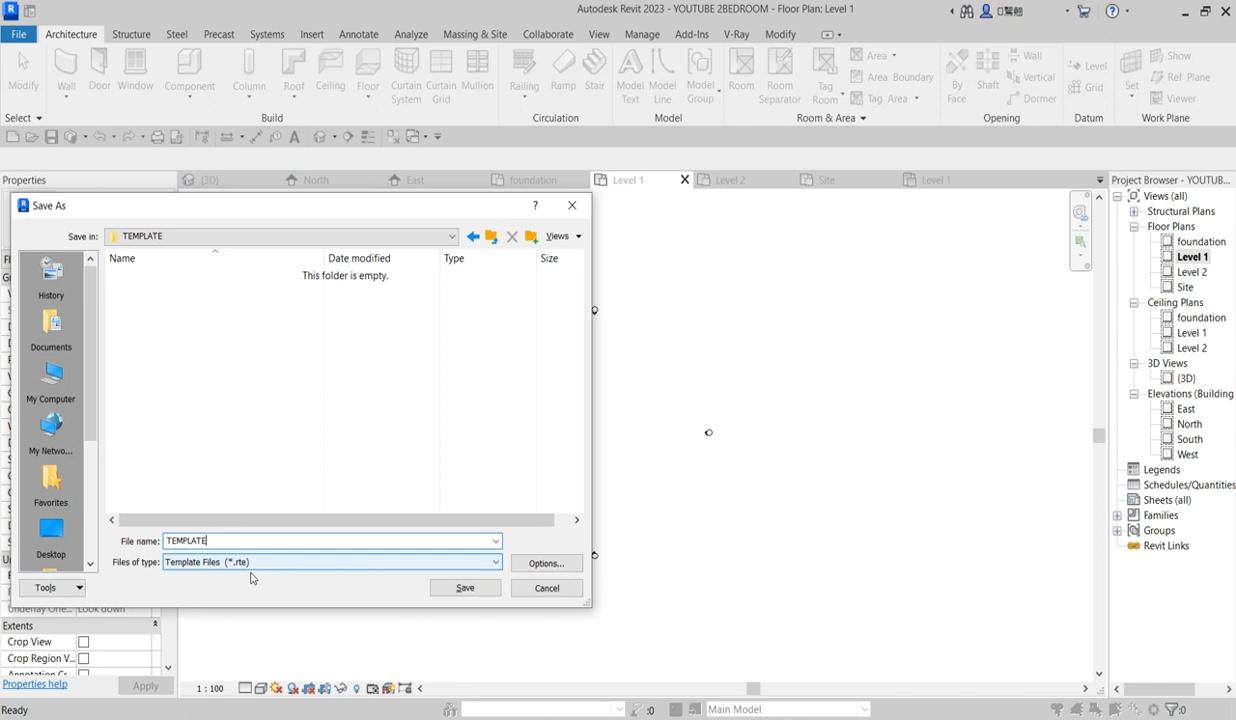 Autodesk Revit 2023 - YOUTUBE 2BEDROOM - Floor Plan: Level 1
File Architecture Structure Steel Precast Systems Insert Annotate Analyze Massing & Site Collaborate View Manage Add-Ins V-Ray Modify
Modify Wall Door Window Component Column Roof Ceiling Floor Curtain System Curtain Grid Mullion Railing Ramp Stair Model Text Model Line Model Group Room Room Separator Tag Room Area Area Boundary Tag Area By Face Shaft Wall Vertical Dormer Level Grid Set Show Ref Plane Viewer
Select Build Circulation Model Room & Area Opening Datum Work Plane
Properties
(3D) North East foundation Level 1 Level 2 Site Level 1
Project Browser - YOUTUB...
Save As
Save in: TEMPLATE Views
Name Date modified Type Size
This folder is empty.
History
Documents
My Computer
My Netwo...
Favorites
Desktop
File name: TEMPLATE
Files of type: Template Files (*.rte) Options...
Tools Save Cancel
Underlay Orie... Look down
Extents
Crop View
Crop Region V...
Properties help Apply
1 : 100
Ready
:0 Main Model :0
Views (all)
Structural Plans
Floor Plans
foundation
Level 1
Level 2
Site
Ceiling Plans
foundation
Level 1
Level 2
3D Views
(3D)
Elevations (Building
East
North
South
West
Legends
Schedules/Quantities
Sheets (all)
Families
Groups
Revit Links